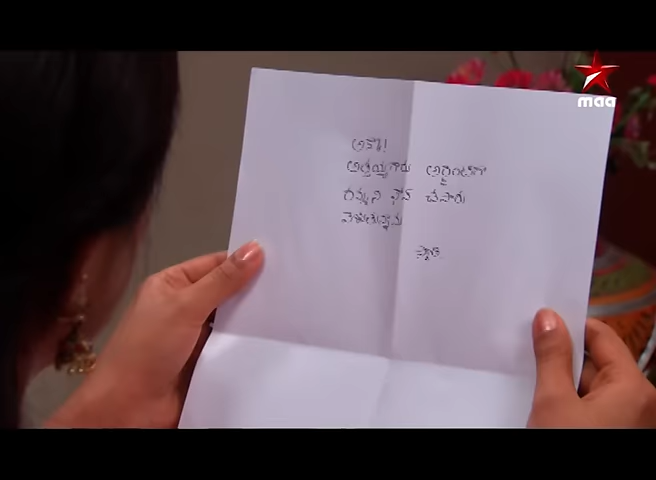 maa
అక్కా!
అత్తయ్యగారు అర్జెంటుగా
రమ్మని ఫోన్ చేసారు
వెళుతున్నాను